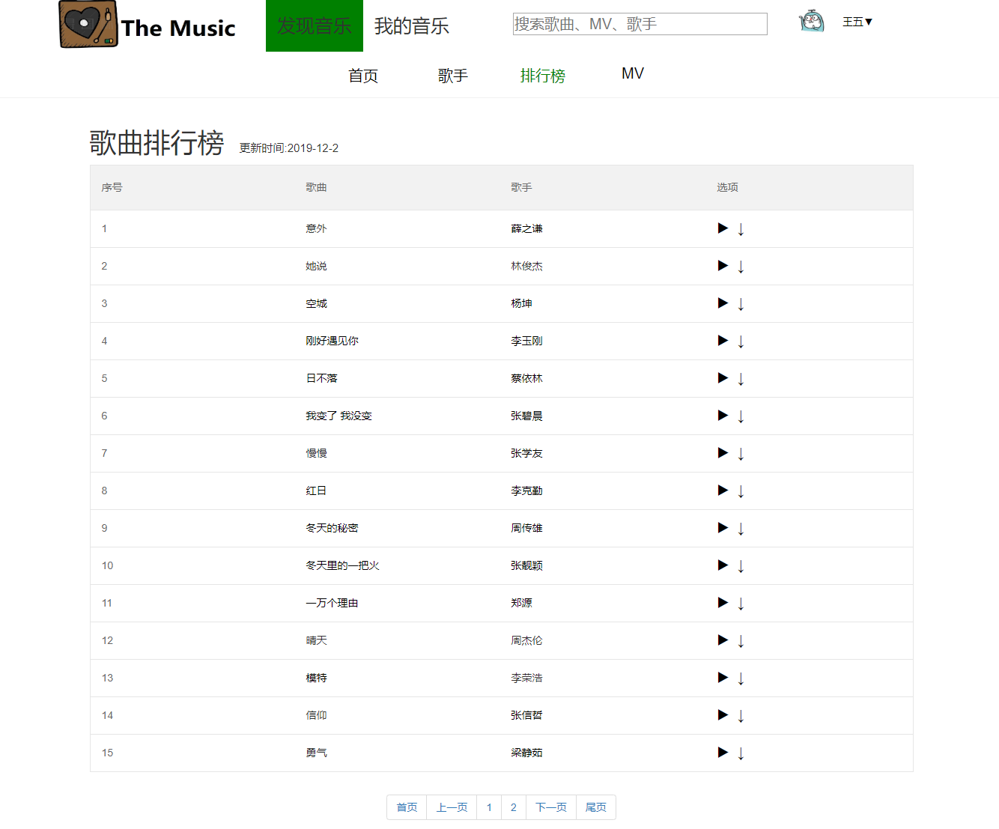 The Music 发现音乐 我的音乐 搜索歌曲、MV、歌手 王五▼
首页 歌手 排行榜 MV
歌曲排行榜 更新时间:2019-12-2
序号 歌曲 歌手 选项
1 意外 薛之谦 ▶ ↓
2 她说 林俊杰 ▶ ↓
3 空城 杨坤 ▶ ↓
4 刚好遇见你 李玉刚 ▶ ↓
5 日不落 蔡依林 ▶ ↓
6 我变了 我没变 张碧晨 ▶ ↓
7 慢慢 张学友 ▶ ↓
8 红日 李克勤 ▶ ↓
9 冬天的秘密 周传雄 ▶ ↓
10 冬天里的一把火 张靓颖 ▶ ↓
11 一万个理由 郑源 ▶ ↓
12 晴天 周杰伦 ▶ ↓
13 模特 李荣浩 ▶ ↓
14 信仰 张信哲 ▶ ↓
15 勇气 梁静茹 ▶ ↓
首页 上一页 1 2 下一页 尾页